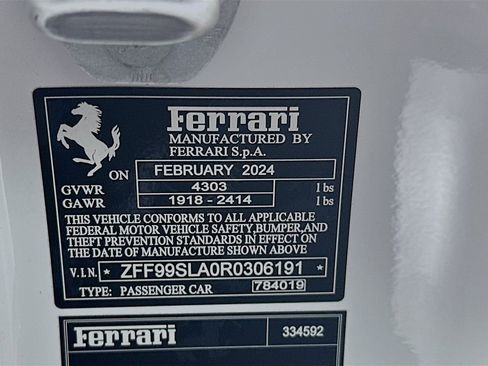 Ferrari
MANUFACTURED BY
FERRARI S.p.A.
ON FEBRUARY 2024
GVWR 4303 lbs
GAWR 1918 - 2414 lbs
THIS VEHICLE CONFORMS TO ALL APPLICABLE
FEDERAL MOTOR VEHICLE SAFETY,BUMPER,AND
THEFT PREVENTION STANDARDS IN EFFECT ON
THE DATE OF MANUFACTURE SHOWN ABOVE
V.I.N. * ZFF99SLA0R0306191 *
TYPE: PASSENGER CAR 784019
Ferrari 334592